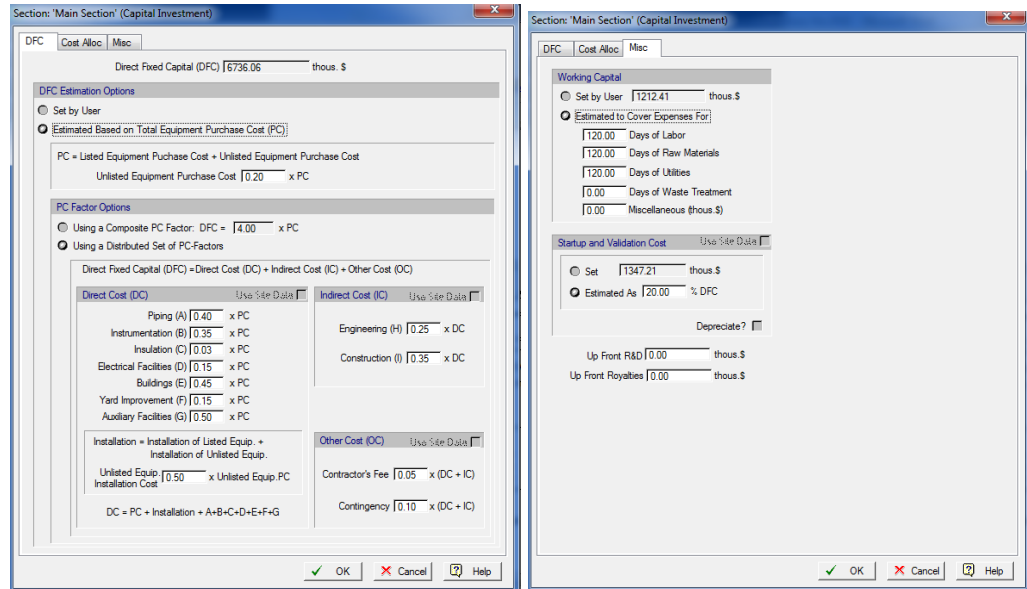 Section: 'Main Section' (Capital Investment)
DFC Cost Alloc Misc
Direct Fixed Capital (DFC) 6736.06 thous. $
DFC Estimation Options
Set by User
Estimated Based on Total Equipment Purchase Cost (PC)
PC = Listed Equipment Puchase Cost + Unlisted Equipment Purchase Cost
Unlisted Equipment Purchase Cost 0.20 x PC
PC Factor Options
Using a Composite PC Factor: DFC = 4.00 x PC
Using a Distributed Set of PC-Factors
Direct Fixed Capital (DFC) =Direct Cost (DC) + Indirect Cost (IC) + Other Cost (OC)
Direct Cost (DC) Use Site Data
Piping (A) 0.40 x PC
Instrumentation (B) 0.35 x PC
Insulation (C) 0.03 x PC
Electrical Facilities (D) 0.15 x PC
Buildings (E) 0.45 x PC
Yard Improvement (F) 0.15 x PC
Auxiliary Facilities (G) 0.50 x PC
Installation = Installation of Listed Equip. +
Installation of Unlisted Equip.
Unlisted Equip.
Installation Cost 0.50 x Unlisted Equip.PC
DC = PC + Installation + A+B+C+D+E+F+G
Indirect Cost (IC) Use Site Data
Engineering (H) 0.25 x DC
Construction (I) 0.35 x DC
Other Cost (OC) Use Site Data
Contractor's Fee 0.05 x (DC + IC)
Contingency 0.10 x (DC + IC)
OK Cancel Help
Section: 'Main Section' (Capital Investment)
DFC Cost Alloc Misc
Working Capital
Set by User 1212.41 thous.$
Estimated to Cover Expenses For
120.00 Days of Labor
120.00 Days of Raw Materials
120.00 Days of Utilities
0.00 Days of Waste Treatment
0.00 Miscellaneous (thous.$)
Startup and Validation Cost Use Site Data
Set 1347.21 thous.$
Estimated As 20.00 % DFC
Depreciate?
Up Front R&D 0.00 thous.$
Up Front Royalties 0.00 thous.$
OK Cancel Help